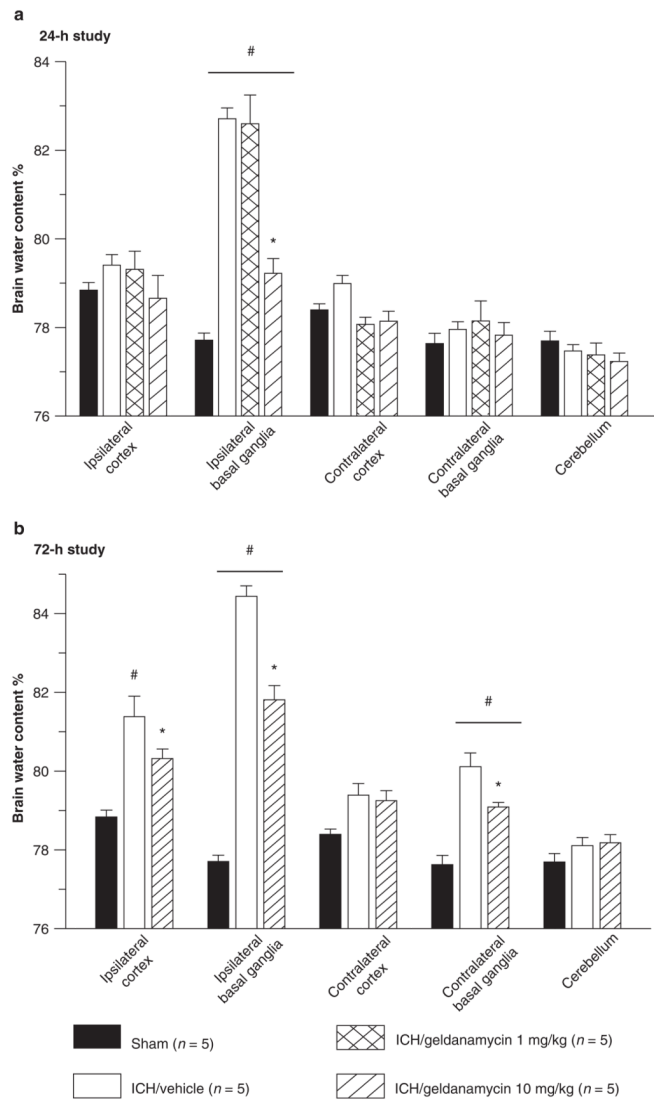 a
24-h study
#
84
82
80
78
76
Brain water content %
*
Ipsilateral
cortex
Ipsilateral
basal ganglia
Contralateral
cortex
Contralateral
basal ganglia
Cerebellum
b
72-h study
#
84
82
80
78
76
Brain water content %
#
*
*
#
*
Ipsilateral
cortex
Ipsilateral
basal ganglia
Contralateral
cortex
Contralateral
basal ganglia
Cerebellum
Sham (n = 5)
ICH/geldanamycin 1 mg/kg (n = 5)
ICH/vehicle (n = 5)
ICH/geldanamycin 10 mg/kg (n = 5)